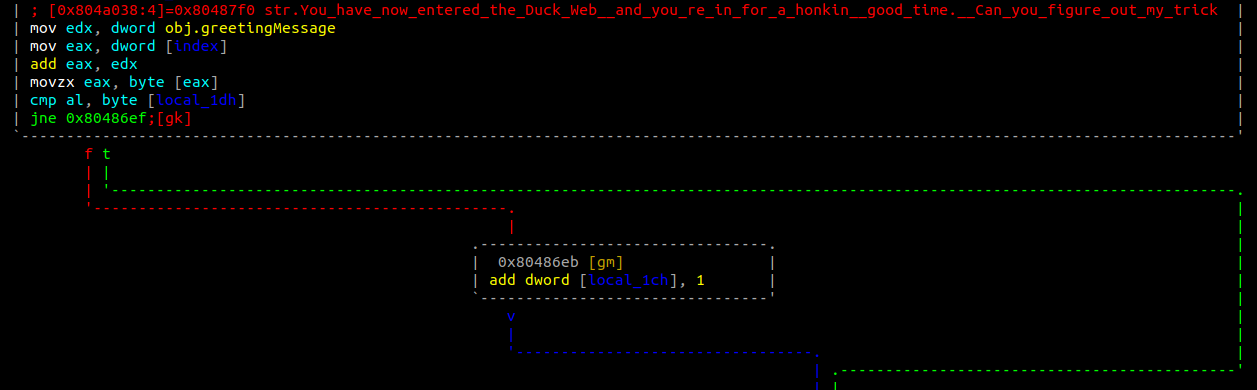 ; [0x804a038:4]=0x80487f0 str.You_have_now_entered_the_Duck_Web__and_you_re_in_for_a_honkin__good_time.__Can_you_figure_out_my_trick
mov edx, dword obj.greetingMessage
mov eax, dword [index]
add eax, edx
movzx eax, byte [eax]
cmp al, byte [local_1dh]
jne 0x80486ef;[gk]
f t
0x80486eb [gm]
add dword [local_1ch], 1
v